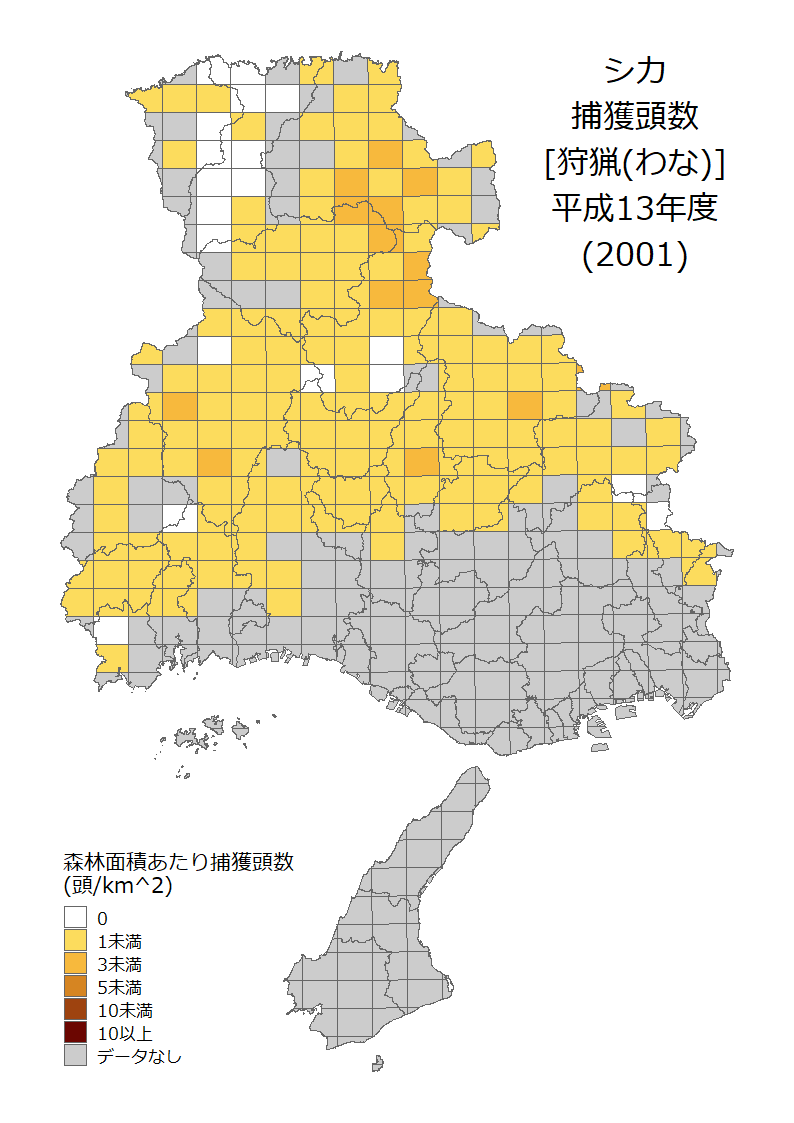 シカ
捕獲頭数
[狩猟(わな)]
平成13年度
(2001)
森林面積あたり捕獲頭数
(頭/km^2)
0
1未満
3未満
5未満
10未満
10以上
データなし